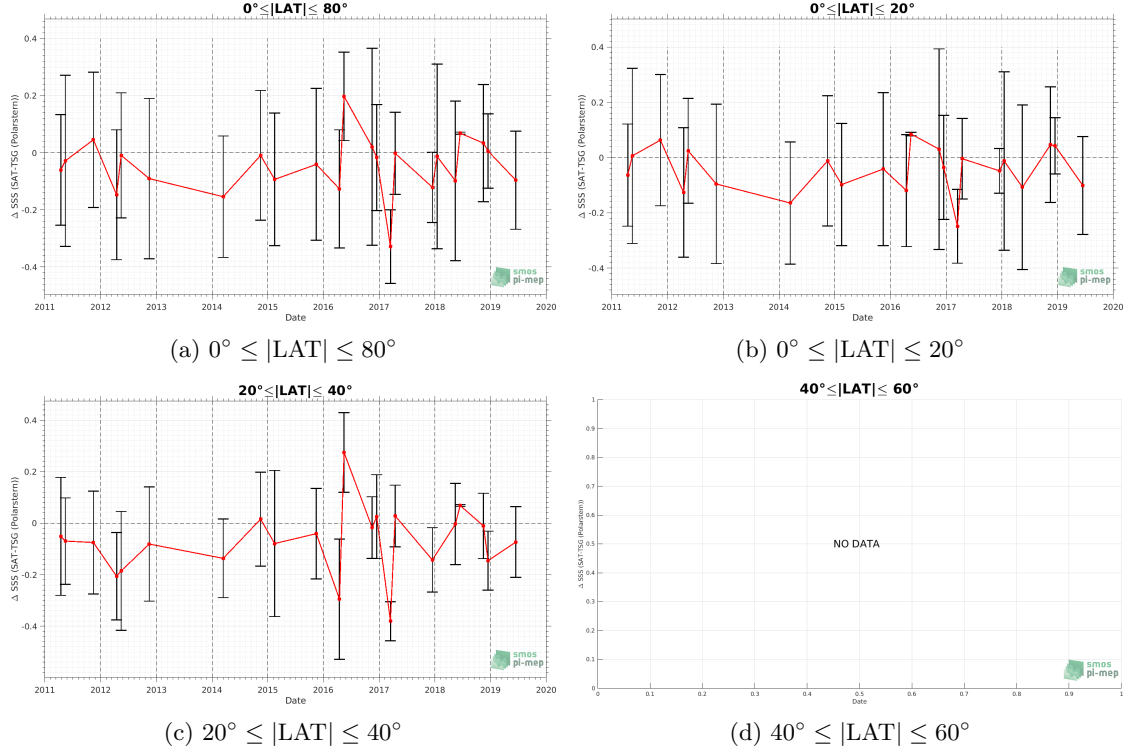 0°≤|LAT|≤ 80°
Δ SSS (SAT-TSG (Polarstern))
0.4
0.2
0
-0.2
-0.4
2011 2012 2013 2014 2015 2016 2017 2018 2019 2020
Date
smos
pi-mep
(a) 0° ≤ |LAT| ≤ 80°
0°≤|LAT|≤ 20°
Δ SSS (SAT-TSG (Polarstern))
0.4
0.2
0
-0.2
-0.4
2011 2012 2013 2014 2015 2016 2017 2018 2019 2020
Date
smos
pi-mep
(b) 0° ≤ |LAT| ≤ 20°
20°≤|LAT|≤ 40°
Δ SSS (SAT-TSG (Polarstern))
0.4
0.2
0
-0.2
-0.4
2011 2012 2013 2014 2015 2016 2017 2018 2019 2020
Date
smos
pi-mep
(c) 20° ≤ |LAT| ≤ 40°
40°≤|LAT|≤ 60°
Δ SSS (SAT-TSG (Polarstern))
1
0.9
0.8
0.7
0.6
0.5
0.4
0.3
0.2
0.1
0
NO DATA
0 0.1 0.2 0.3 0.4 0.5 0.6 0.7 0.8 0.9 1
Date
smos
pi-mep
(d) 40° ≤ |LAT| ≤ 60°